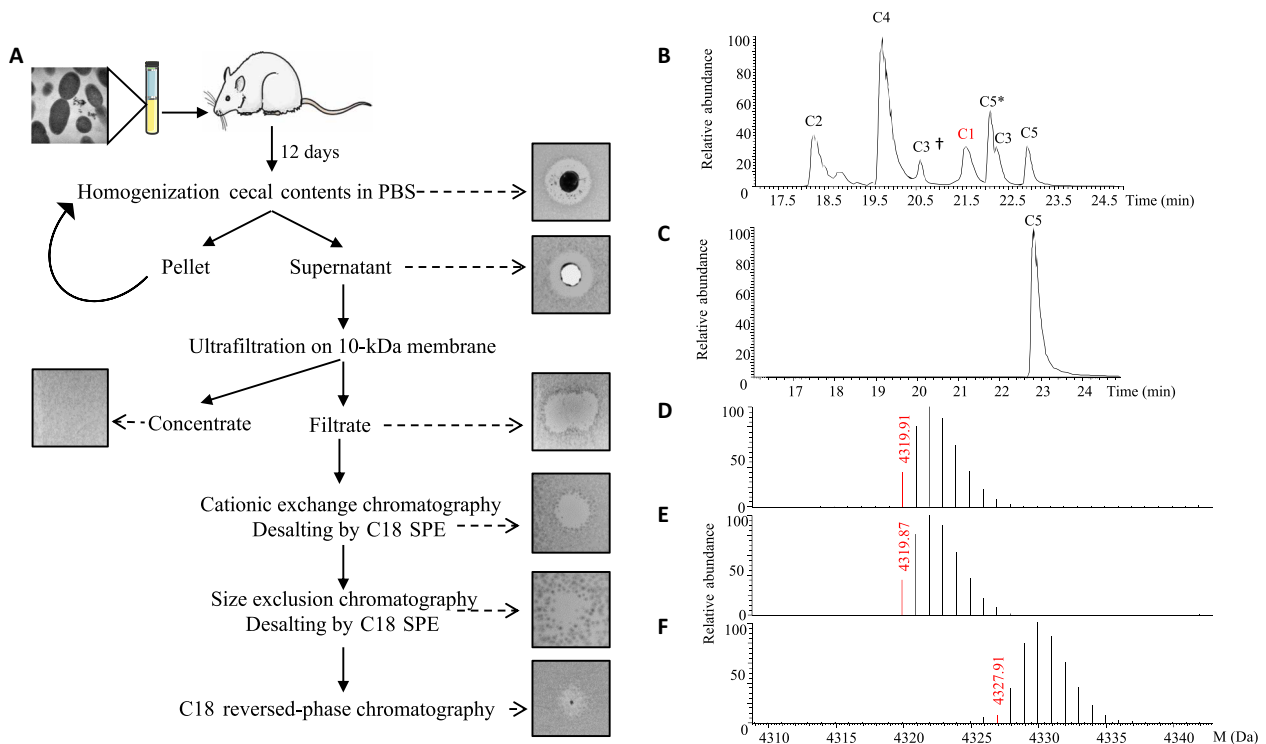 A
12 days
Homogenization cecal contents in PBS
Pellet
Supernatant
Ultrafiltration on 10-kDa membrane
Concentrate
Filtrate
Cationic exchange chromatography
Desalting by C18 SPE
Size exclusion chromatography
Desalting by C18 SPE
C18 reversed-phase chromatography
B
Relative abundance
100
80
60
40
20
0
C2
C4
C3 †
C1
C5*
C3
C5
17.5 18.5 19.5 20.5 21.5 22.5 23.5 24.5 Time (min)
C
Relative abundance
100
80
60
40
20
0
C5
17 18 19 20 21 22 23 24 Time (min)
D
100
50
0
4319.91
E
Relative abundance
100
50
0
4319.87
F
100
50
0
4327.91
4310 4315 4320 4325 4330 4335 4340 M (Da)